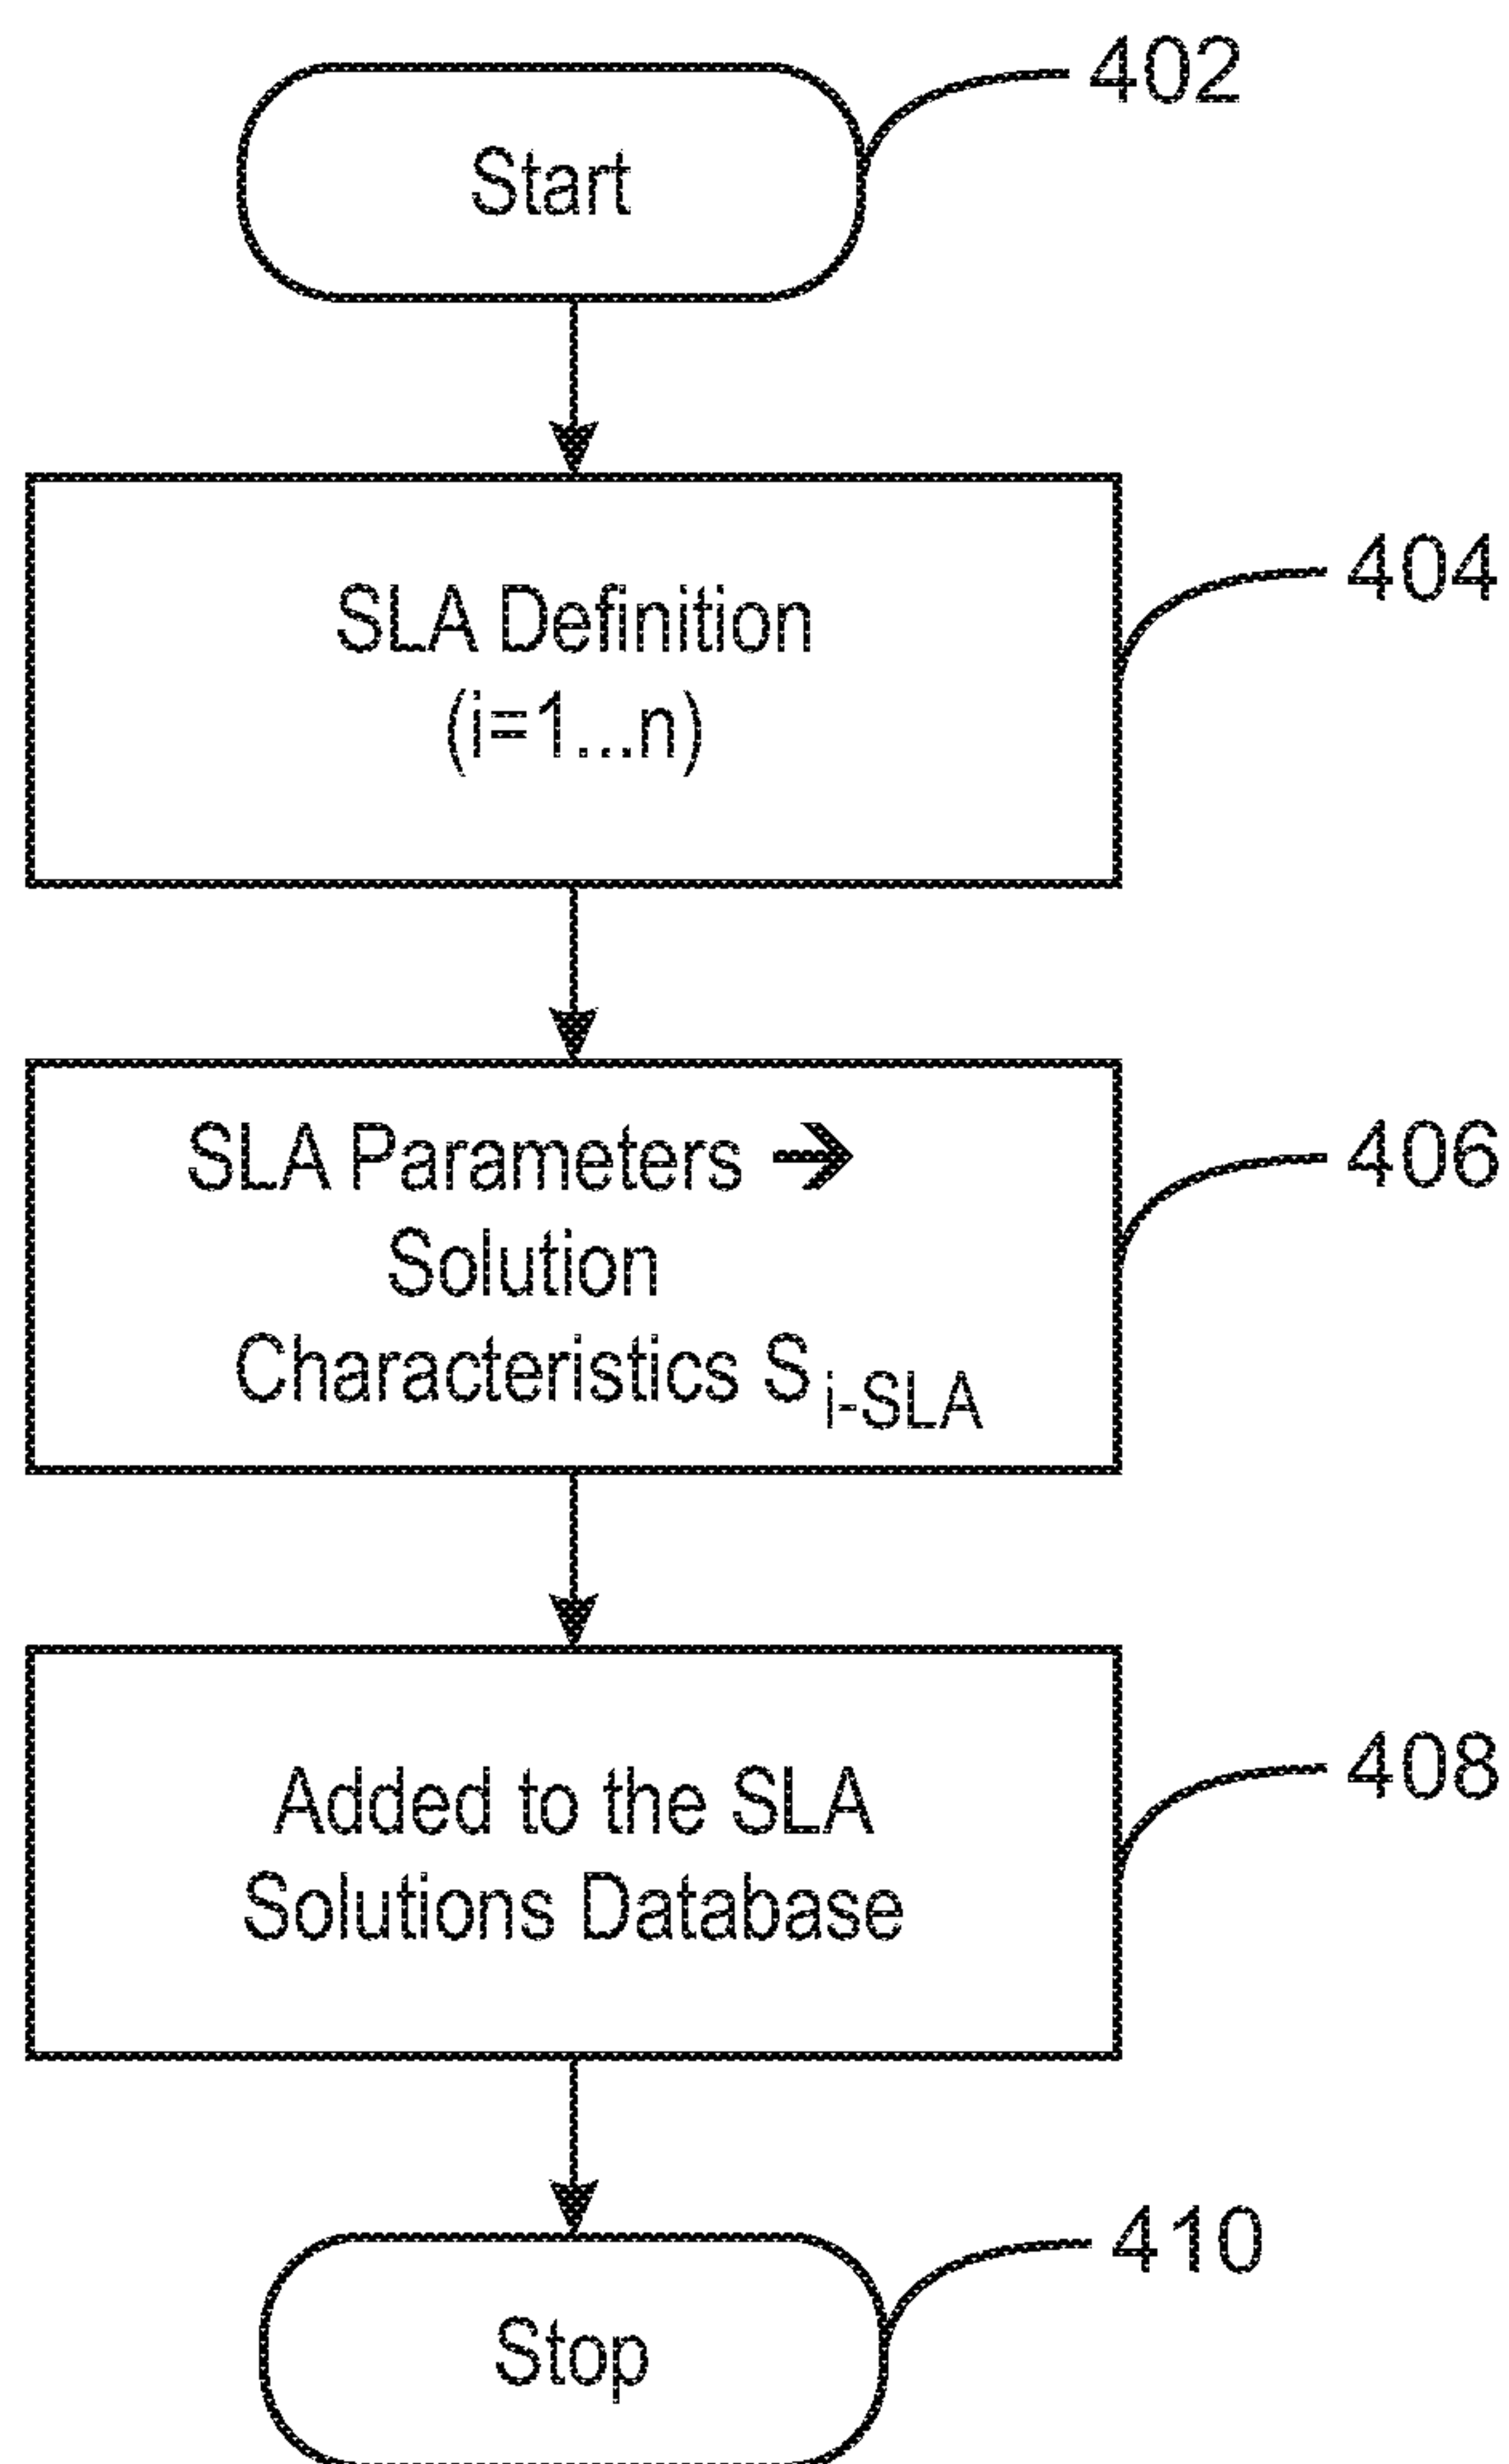 402
Start
404
SLA Definition
(i=1...n)
406
SLA Parameters →
Solution
Characteristics S i-SLA
408
Added to the SLA
Solutions Database
410
Stop